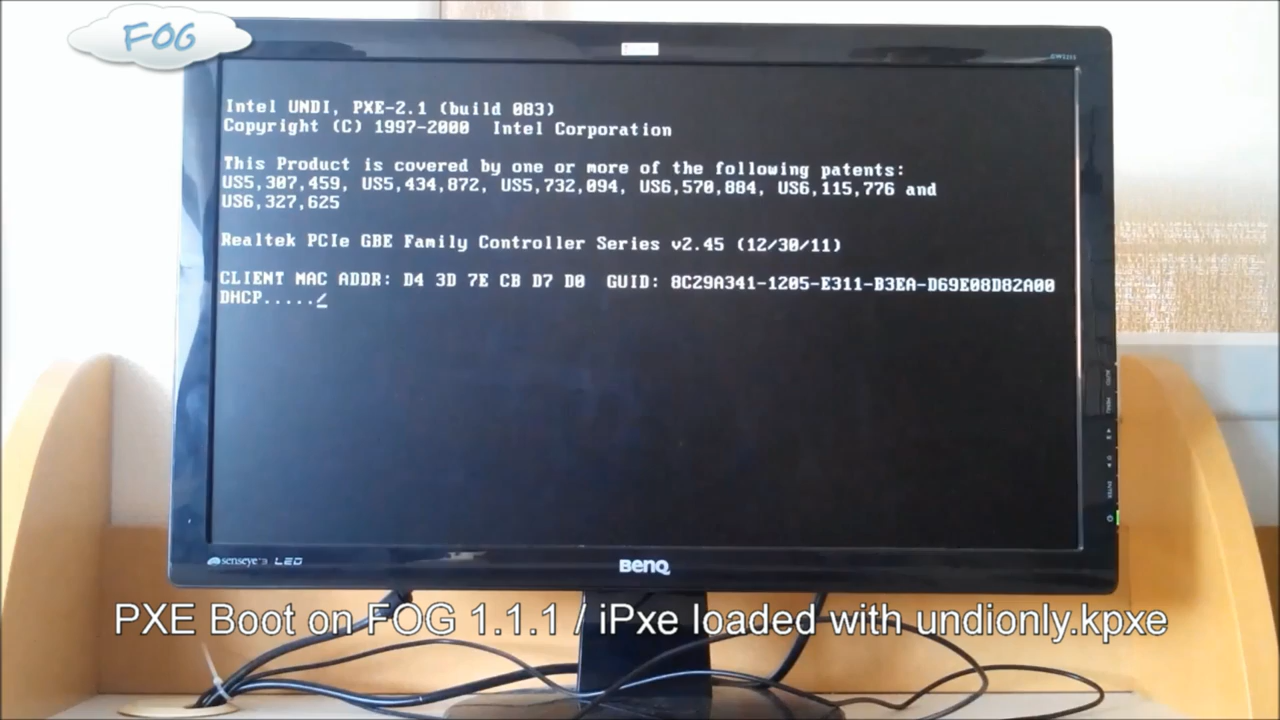 FOG
Intel UNDI, PXE-2.1 (build 083)
Copyright (C) 1997-2000  Intel Corporation
This Product is covered by one or more of the following patents:
US5,307,459, US5,434,872, US5,732,094, US6,570,884, US6,115,776 and
US6,327,625
Realtek PCIe GBE Family Controller Series v2.45 (12/30/11)
CLIENT MAC ADDR: D4 3D 7E CB D7 D0  GUID: 8C29A341-1205-E311-B3EA-D69E08D82A00
DHCP...../
AUTO
MENU
ENTER
senseye3 LED
BenQ
PXE Boot on FOG 1.1.1 / iPxe loaded with undionly.kpxe